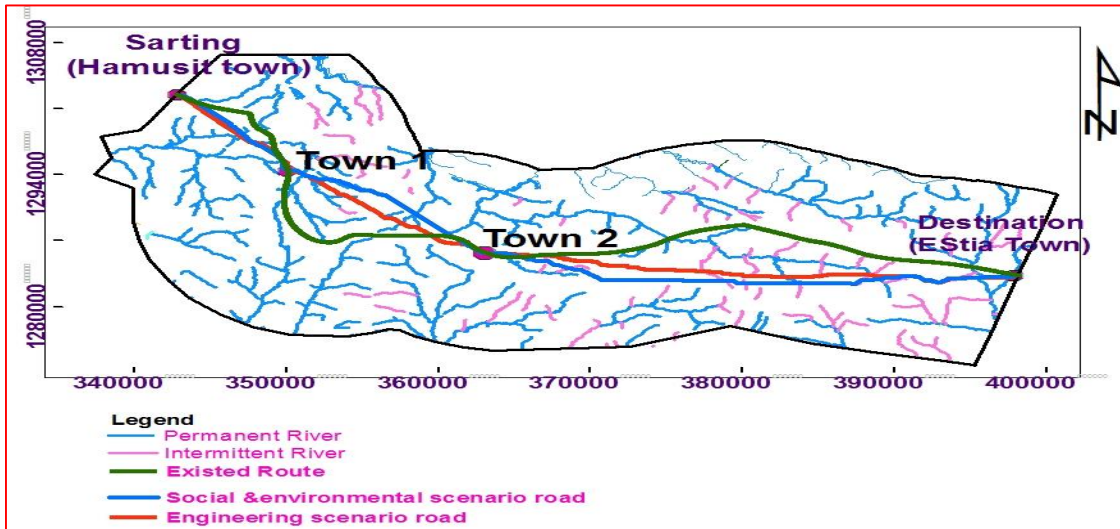 Sarting
(Hamusit town)
Town 1
Town 2
Destination
(EStia Town)
N
1308000
1294000
1280000
3400000
350000
360000
370000
380000
390000
400000
Legend
Permanent River
Intermittent River
Existed Route
Social &environmental scenario road
Engineering scenario road